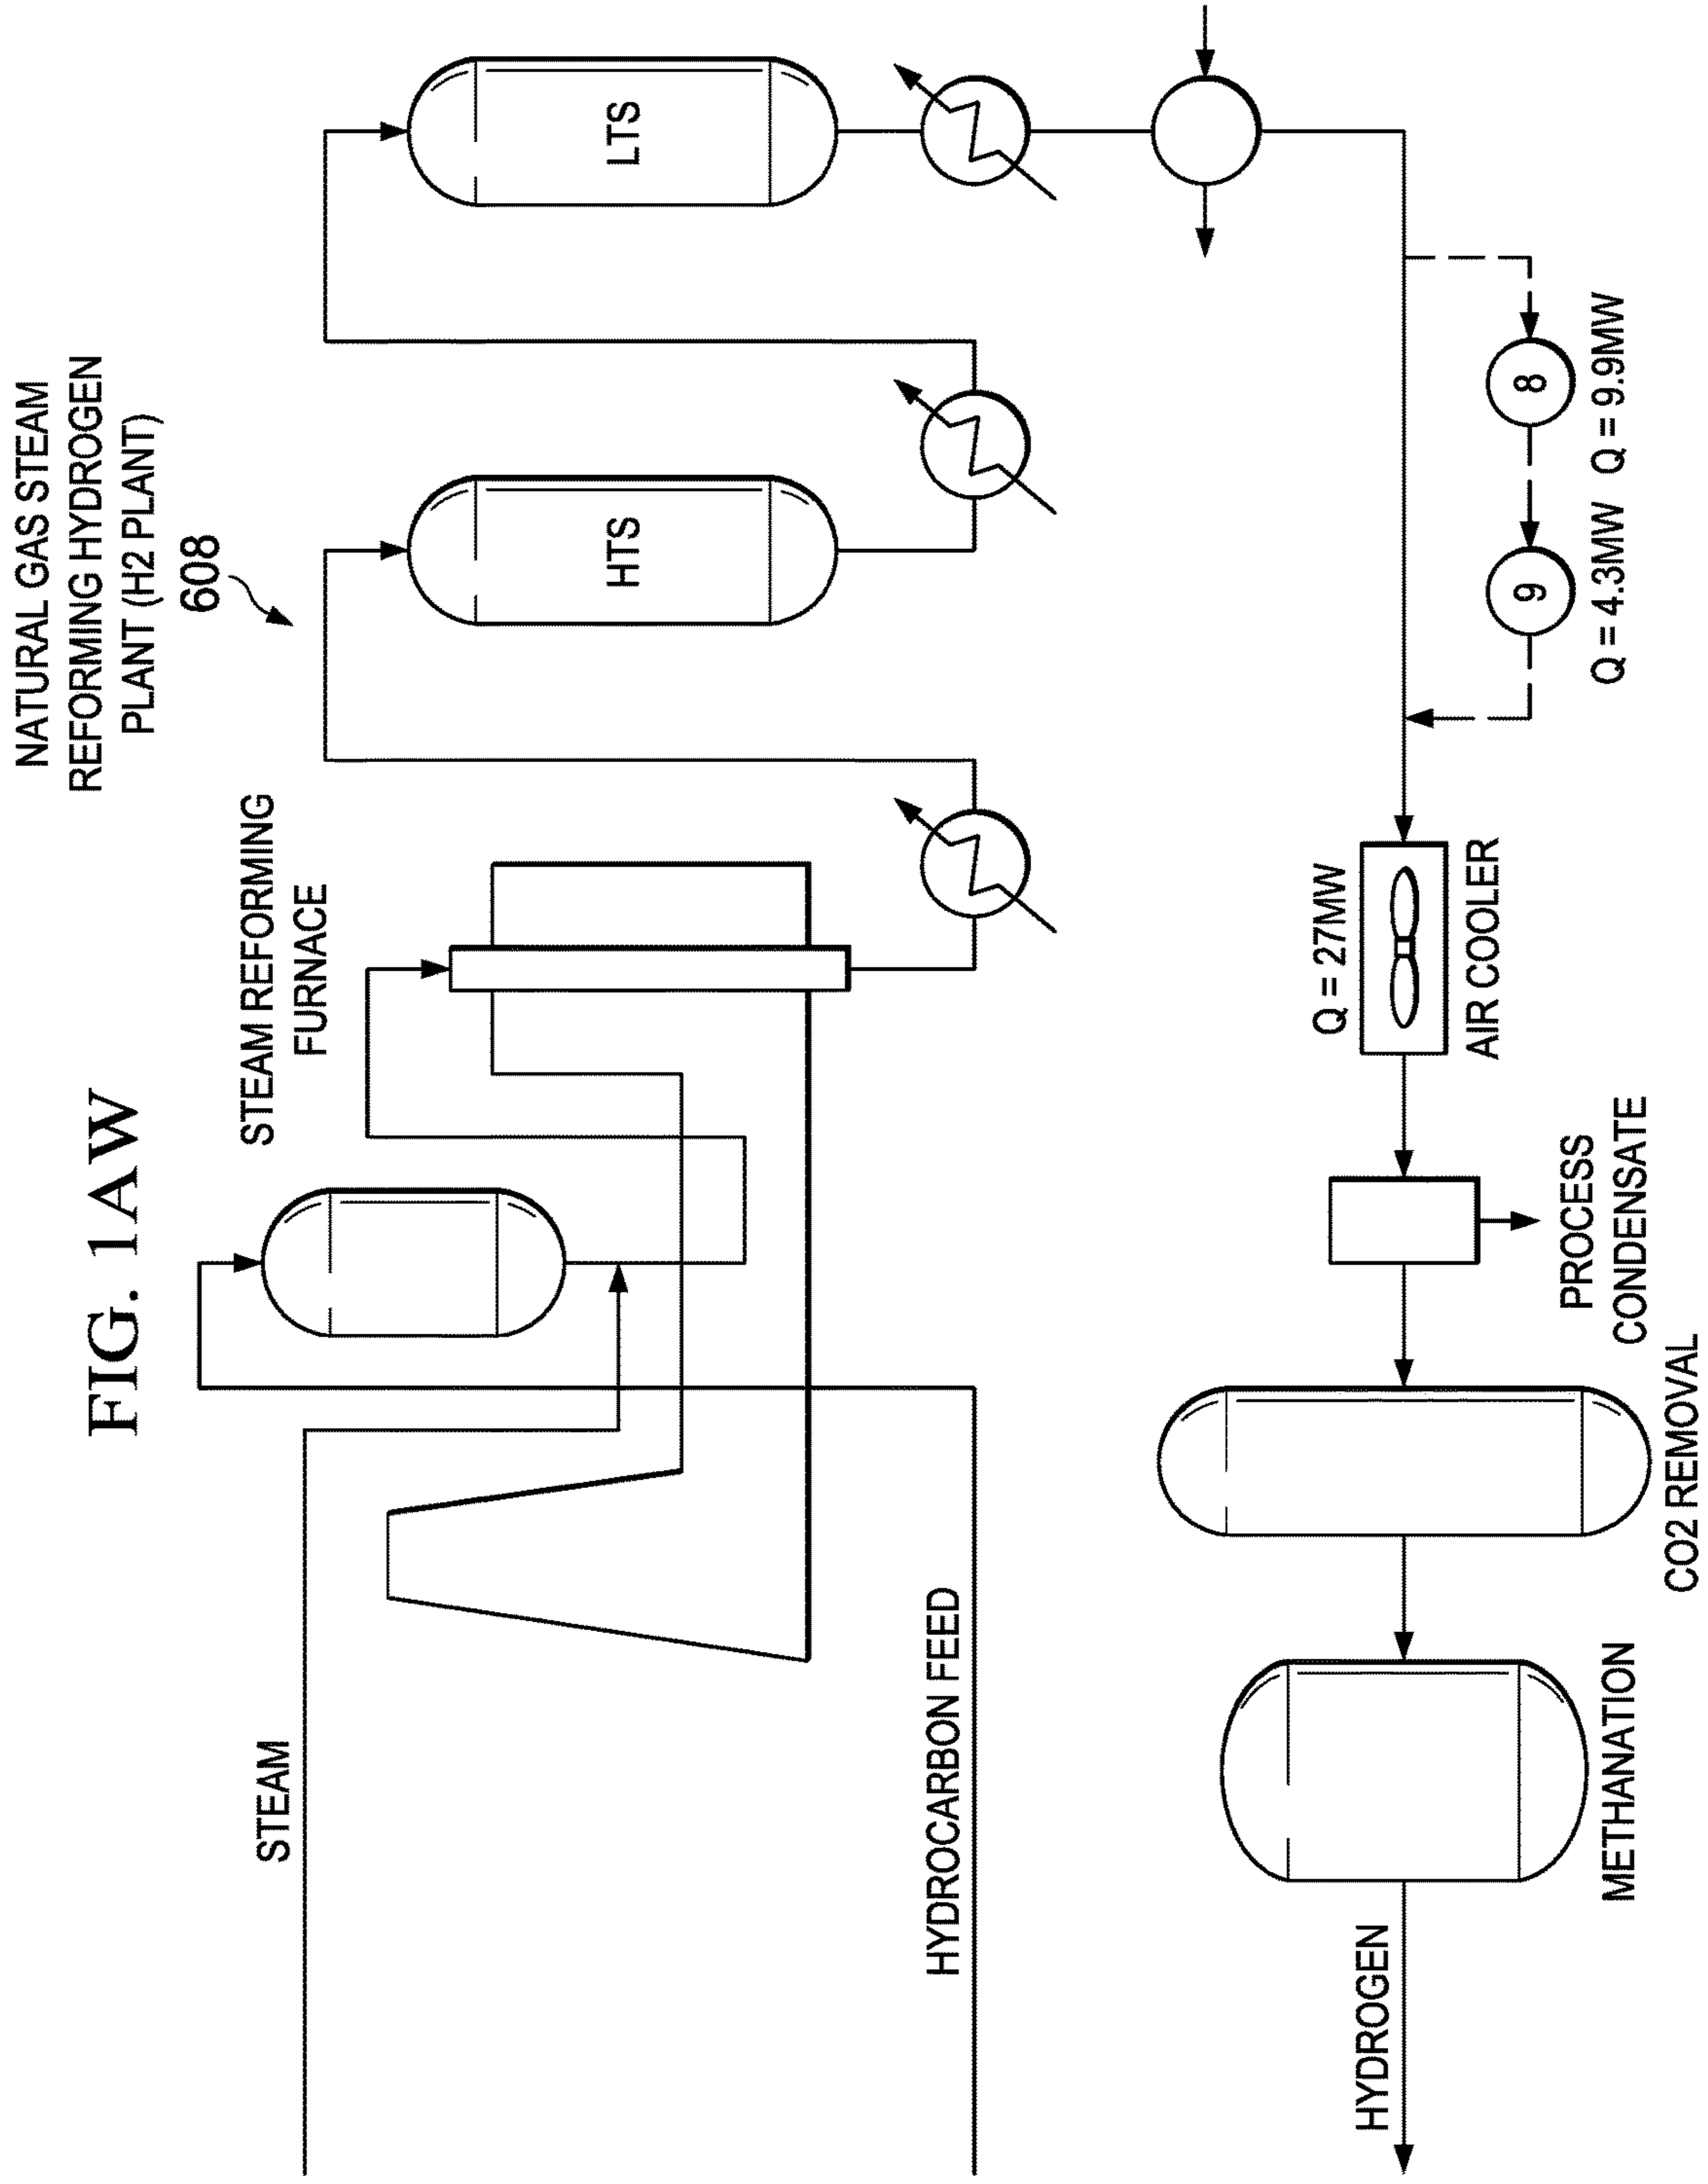 FIG. 1AW
NATURAL GAS STEAM
REFORMING HYDROGEN
PLANT (H2 PLANT)
608
STEAM REFORMING
FURNACE
STEAM
HTS
LTS
HYDROCARBON FEED
Q = 27MW
AIR COOLER
9
8
Q = 4.3MW
Q = 9.9MW
HYDROGEN
METHANATION
CO2 REMOVAL
PROCESS
CONDENSATE